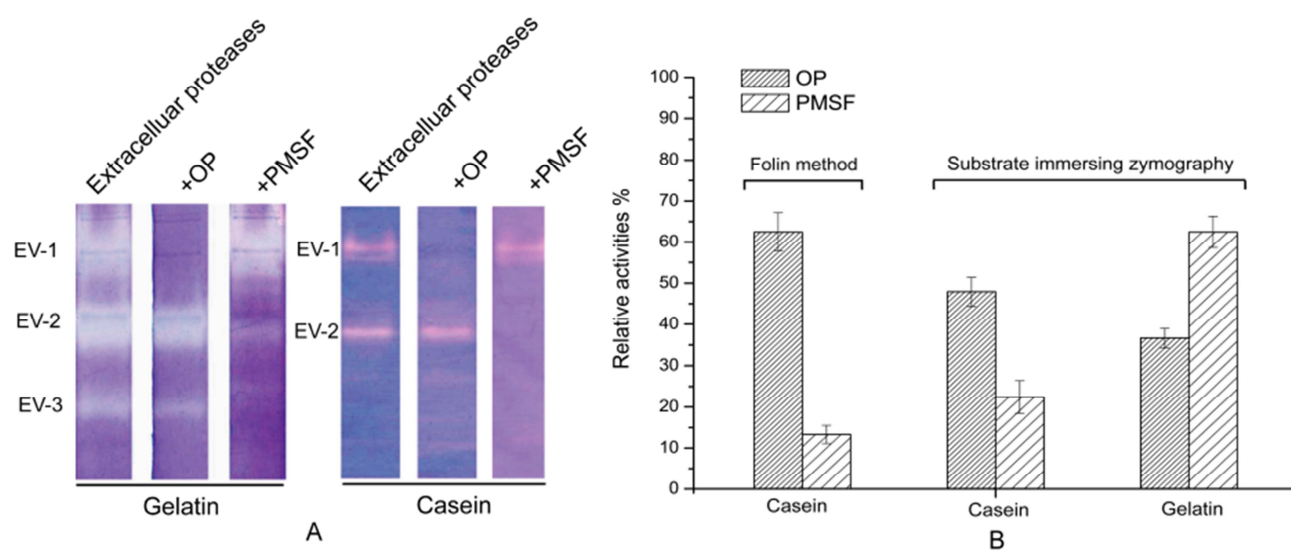 Extracelluar proteases
+OP
+PMSF
Extracelluar proteases
+OP
+PMSF
EV-1
EV-2
EV-3
EV-1
EV-2
Gelatin
Casein
A
Relative activities %
100
90
80
70
60
50
40
30
20
10
0
OP
PMSF
Folin method
Substrate immersing zymography
Casein
Casein
Gelatin
B